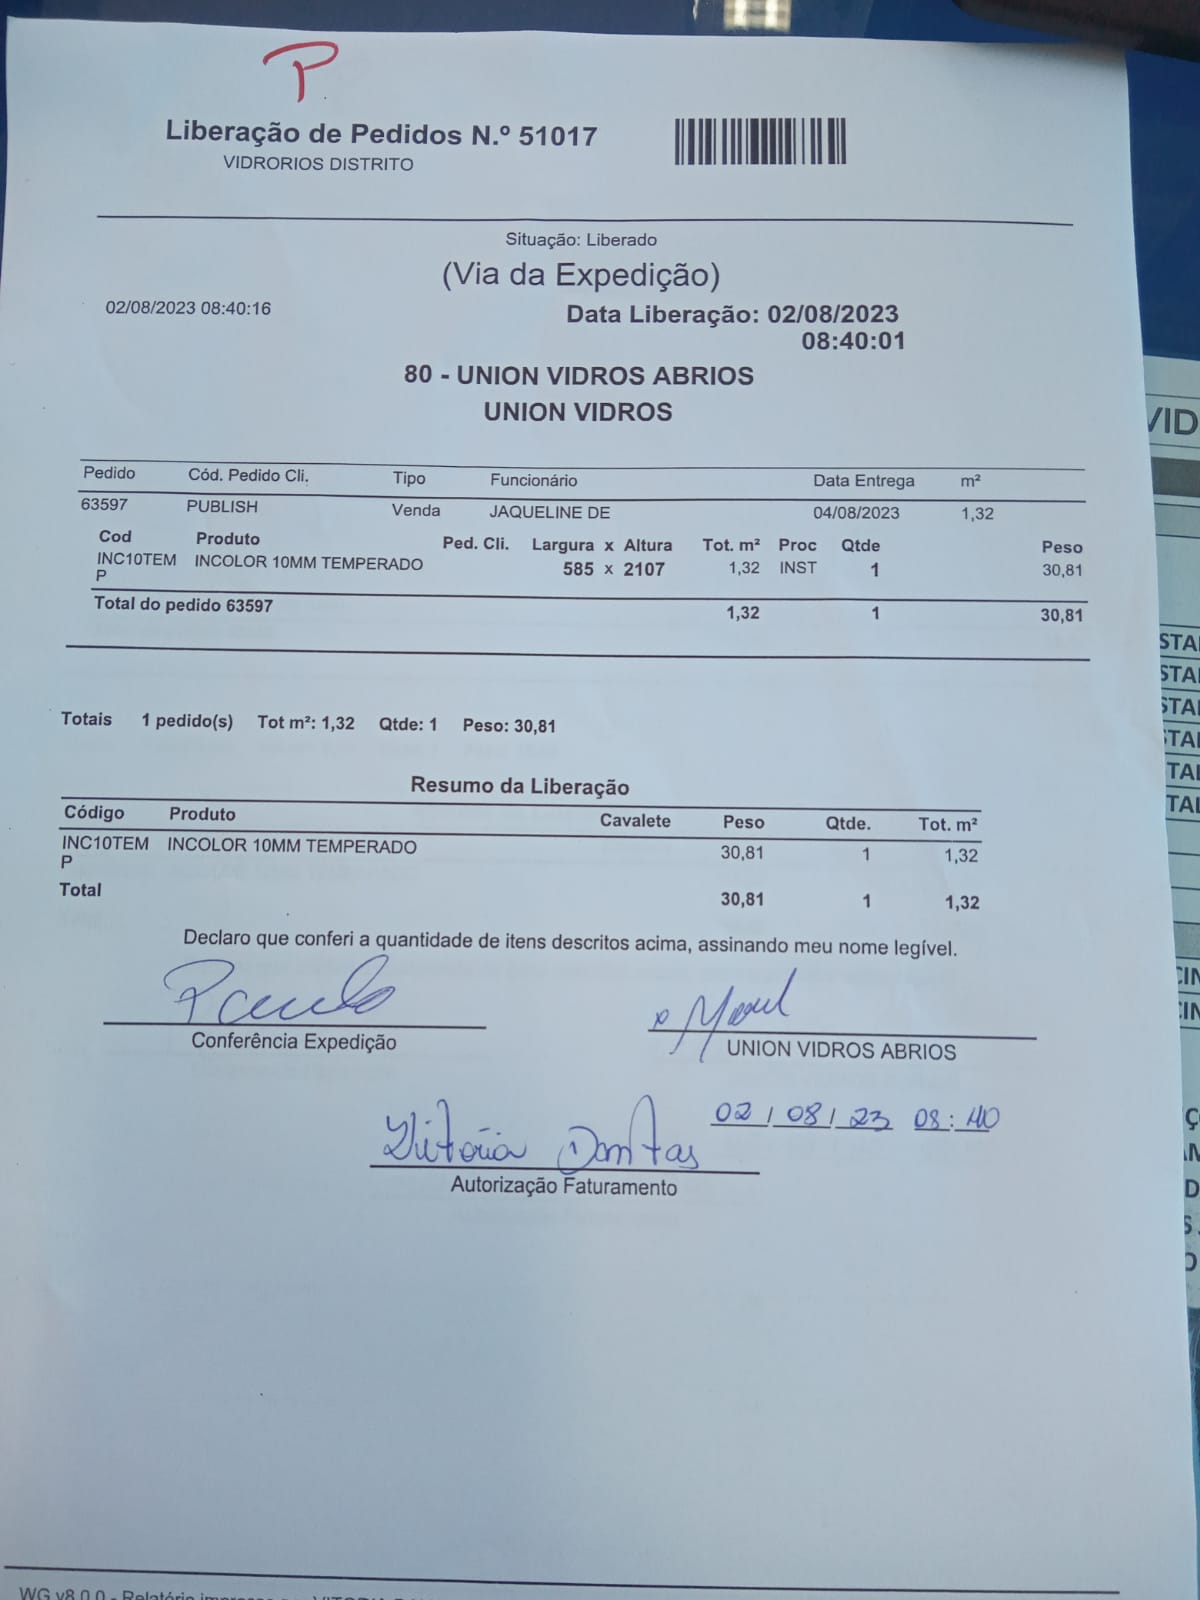 P
Liberação de Pedidos N.º 51017
VIDRORIOS DISTRITO
Situação: Liberado
(Via da Expedição)
02/08/2023 08:40:16
Data Liberação: 02/08/2023
08:40:01
80 - UNION VIDROS ABRIOS
UNION VIDROS
Pedido Cód. Pedido Cli. Tipo Funcionário Data Entrega m²
63597 PUBLISH Venda JAQUELINE DE 04/08/2023 1,32
Cod Produto Ped. Cli. Largura x Altura Tot. m² Proc Qtde Peso
INC10TEM INCOLOR 10MM TEMPERADO 585 x 2107 1,32 INST 1 30,81
P
Total do pedido 63597 1,32 1 30,81
Totais 1 pedido(s) Tot m²: 1,32 Qtde: 1 Peso: 30,81
Resumo da Liberação
Código Produto Cavalete Peso Qtde. Tot. m²
INC10TEM INCOLOR 10MM TEMPERADO 30,81 1 1,32
P
Total 30,81 1 1,32
Declaro que conferi a quantidade de itens descritos acima, assinando meu nome legível.
Paulo
Conferência Expedição
UNION VIDROS ABRIOS
02/08/23 08:40
Vitória Dantas
Autorização Faturamento
WG v8.0.0 - Relatório
VID